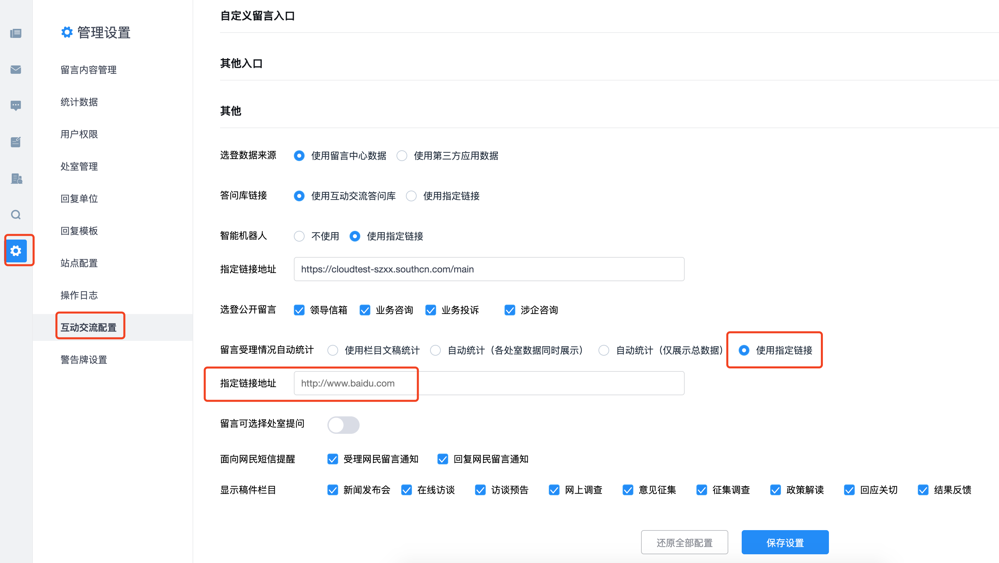 管理设置
留言内容管理
统计数据
用户权限
处室管理
回复单位
回复模板
站点配置
操作日志
互动交流配置
警告牌设置
自定义留言入口
其他入口
其他
选登数据来源 使用留言中心数据 使用第三方应用数据
答问库链接 使用互动交流答问库 使用指定链接
智能机器人 不使用 使用指定链接
指定链接地址 https://cloudtest-szxx.southcn.com/main
选登公开留言 领导信箱 业务咨询 业务投诉 涉企咨询
留言受理情况自动统计 使用栏目文稿统计 自动统计（各处室数据同时展示） 自动统计（仅展示总数据） 使用指定链接
指定链接地址 http://www.baidu.com
留言可选择处室提问
面向网民短信提醒 受理网民留言通知 回复网民留言通知
显示稿件栏目 新闻发布会 在线访谈 访谈预告 网上调查 意见征集 征集调查 政策解读 回应关切 结果反馈
还原全部配置 保存设置